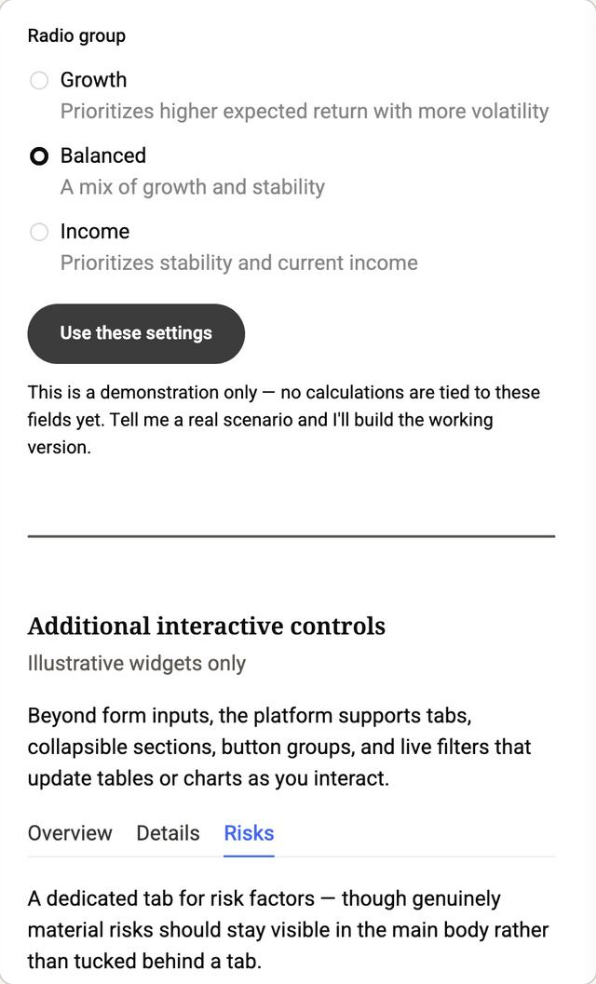 Radio group
Growth
Prioritizes higher expected return with more volatility
Balanced
A mix of growth and stability
Income
Prioritizes stability and current income
Use these settings
This is a demonstration only — no calculations are tied to these
fields yet. Tell me a real scenario and I'll build the working
version.
Additional interactive controls
Illustrative widgets only
Beyond form inputs, the platform supports tabs,
collapsible sections, button groups, and live filters that
update tables or charts as you interact.
Overview Details Risks
A dedicated tab for risk factors — though genuinely
material risks should stay visible in the main body rather
than tucked behind a tab.